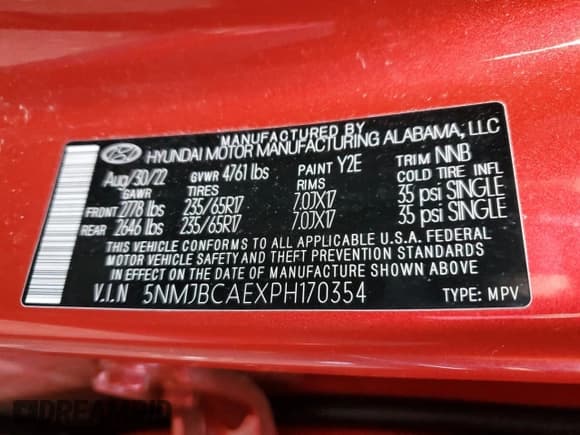 MANUFACTURED BY
HYUNDAI MOTOR MANUFACTURING ALABAMA, LLC
Aug/30/22 GVWR 4761 lbs PAINT Y2E TRIM NNB
GAWR TIRES RIMS COLD TIRE INFL
FRONT 2778 lbs 235/65R17 7.0JX17 35 psi SINGLE
REAR 2646 lbs 235/65R17 7.0JX17 35 psi SINGLE
THIS VEHICLE CONFORMS TO ALL APPLICABLE U.S.A. FEDERAL
MOTOR VEHICLE SAFETY AND THEFT PREVENTION STANDARDS
IN EFFECT ON THE DATE OF MANUFACTURE SHOWN ABOVE
V.I.N 5NMJBCAEXPH170354 TYPE: MPV
DREAMBID